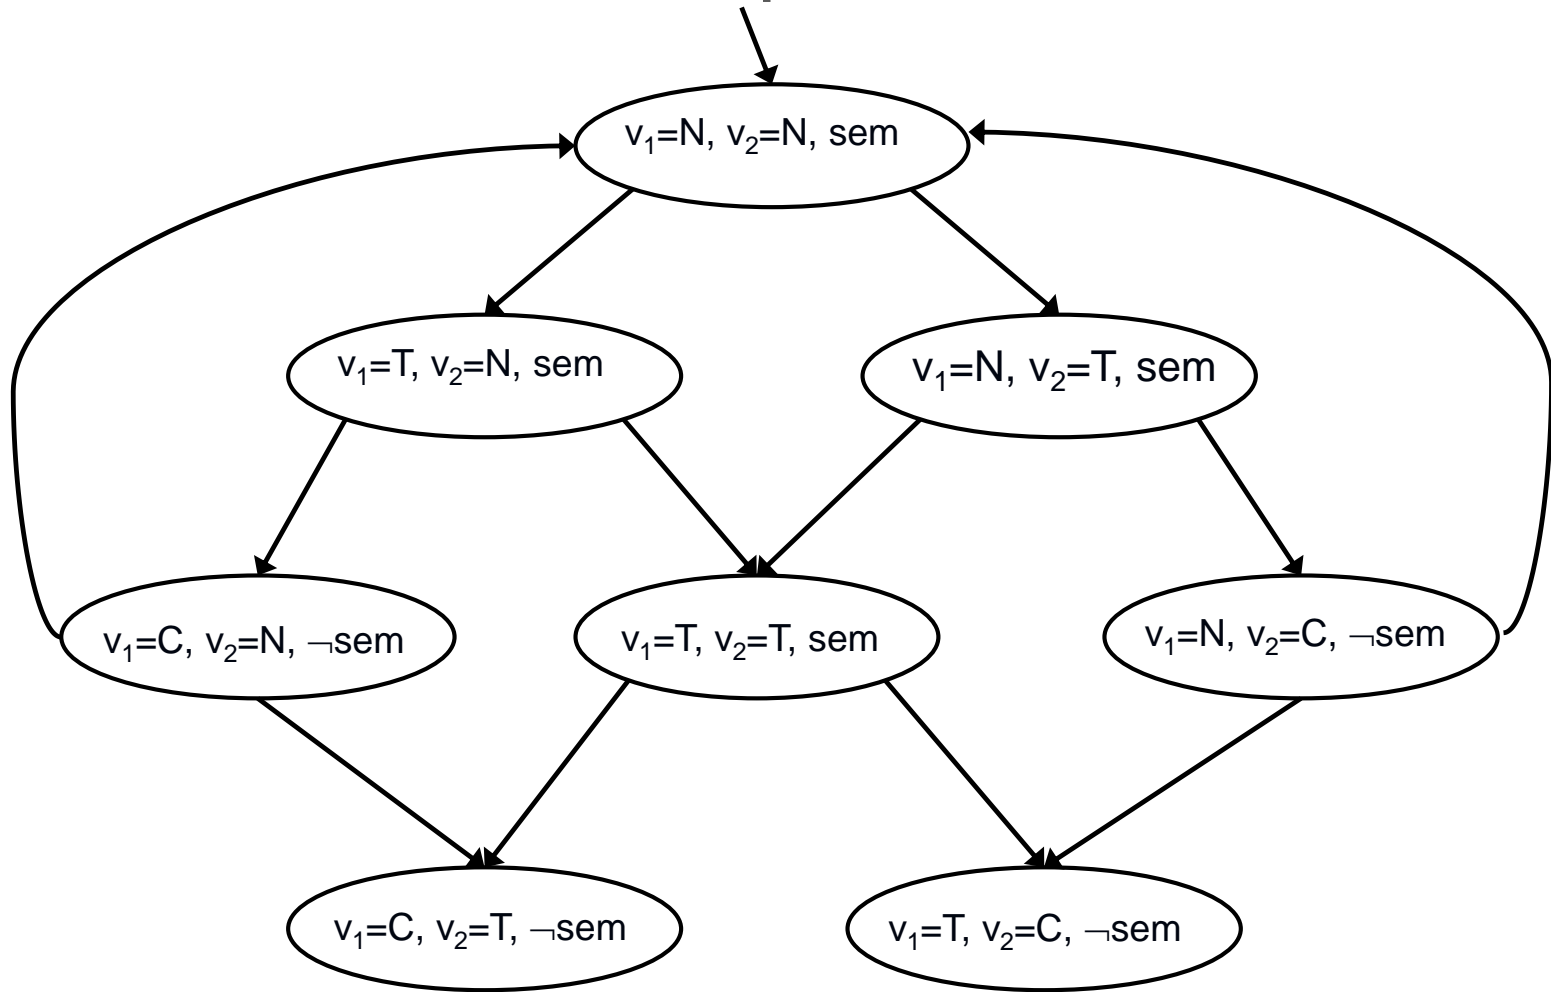 v₁=N, v₂=N, sem
v₁=T, v₂=N, sem
v₁=N, v₂=T, sem
v₁=C, v₂=N, ¬sem
v₁=T, v₂=T, sem
v₁=N, v₂=C, ¬sem
v₁=C, v₂=T, ¬sem
v₁=T, v₂=C, ¬sem